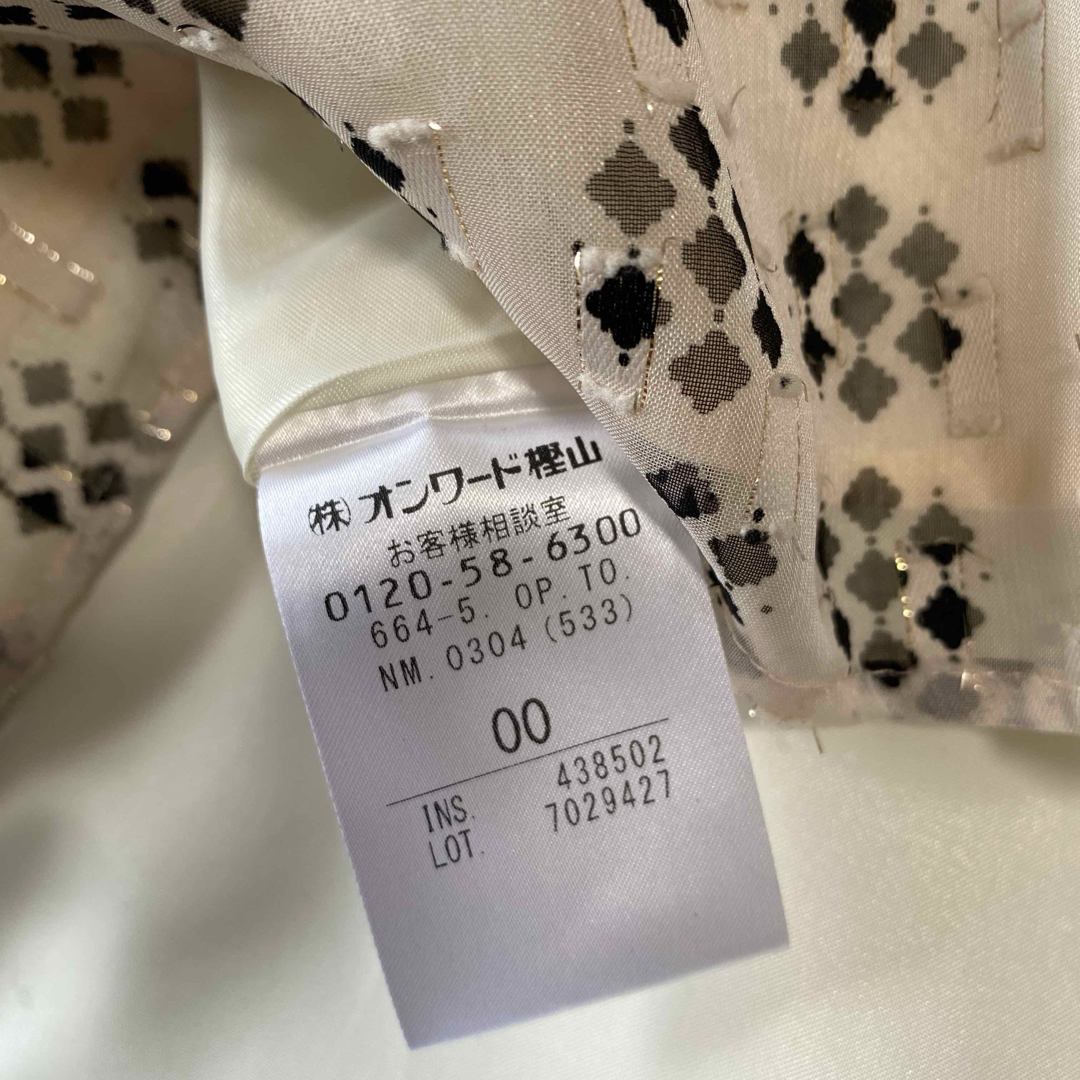 ㈱オンワード樫山
お客様相談室
0120-58-6300
664-5. OP. TO.
NM. 0304 (533)
00
INS. 438502
LOT. 7029427